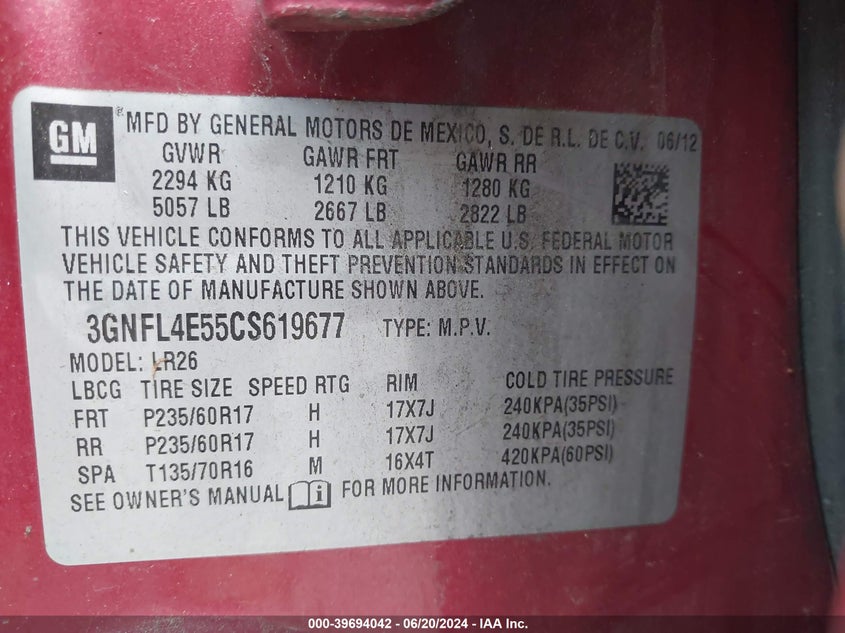 GM
® MFD BY GENERAL MOTORS DE MEXICO, S. DE R.L. DE C.V. 06/12
GVWR GAWR FRT GAWR RR
2294 KG 1210 KG 1280 KG
5057 LB 2667 LB 2822 LB
THIS VEHICLE CONFORMS TO ALL APPLICABLE U.S. FEDERAL MOTOR
VEHICLE SAFETY AND THEFT PREVENTION STANDARDS IN EFFECT ON
THE DATE OF MANUFACTURE SHOWN ABOVE.
3GNFL4E55CS619677 TYPE: M.P.V.
MODEL: LR26
LBCG TIRE SIZE SPEED RTG RIM COLD TIRE PRESSURE
FRT P235/60R17 H 17X7J 240KPA(35PSI)
RR P235/60R17 H 17X7J 240KPA(35PSI)
SPA T135/70R16 M 16X4T 420KPA(60PSI)
SEE OWNER'S MANUAL i FOR MORE INFORMATION.
000-39694042 - 06/20/2024 - IAA Inc.